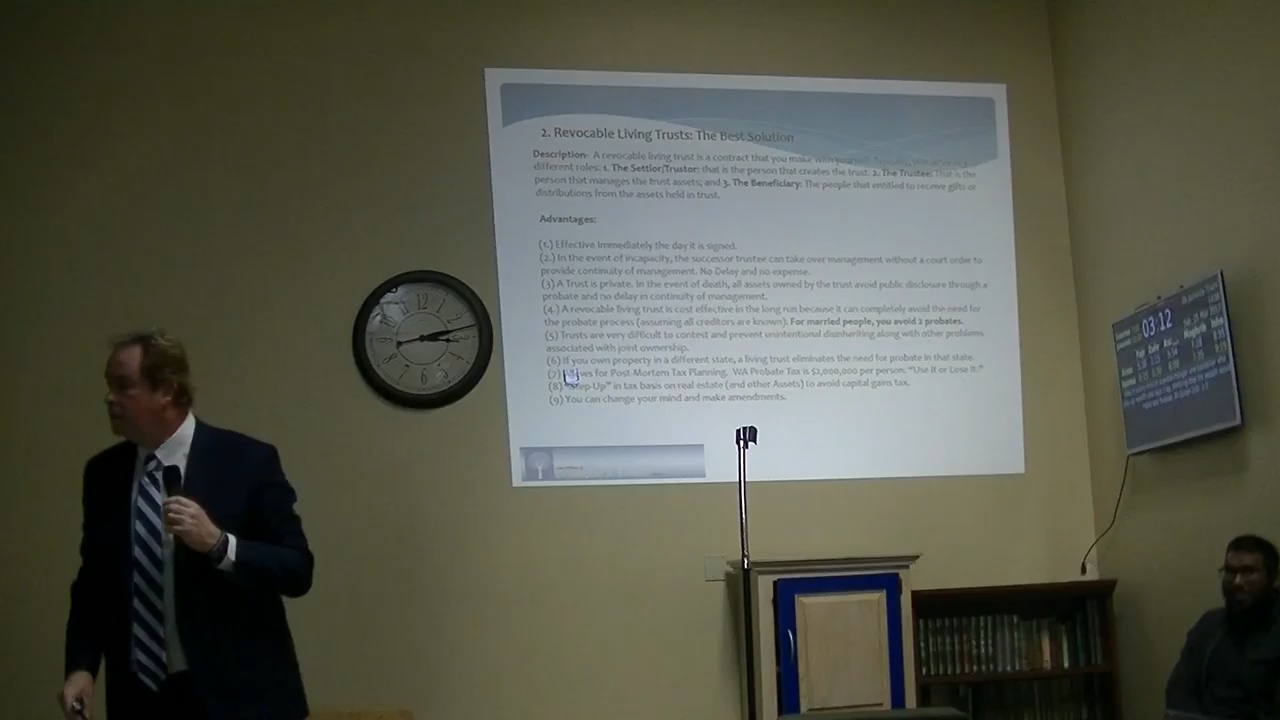 2. Revocable Living Trusts: The Best Solution
Description- A revocable living trust is a contract that you make with yourself.
different roles: 1. The Settlor/Trustor: that is the person that creates the trust. 2. The Trustee: That is the
person that manages the trust assets; and 3. The Beneficiary: The people that entitled to receive gifts or
distributions from the assets held in trust.
Advantages:
(1.) Effective Immediately the day it is signed.
(2.) In the event of incapacity, the successor trustee can take over management without a court order to
provide continuity of management. No Delay and no expense.
(3) A Trust is private. In the event of death, all assets owned by the trust avoid public disclosure through a
probate and no delay in continuity of management.
(4.) A revocable living trust is cost effective in the long run because it can completely avoid the need for
the probate process (assuming all creditors are known). For married people, you avoid 2 probates.
(5) Trusts are very difficult to contest and prevent unintentional disinheriting along with other problems
associated with joint ownership.
(6) If you own property in a different state, a living trust eliminates the need for probate in that state.
(7) for Post-Mortem Tax Planning. WA Probate Tax is $2,000,000 per person: "Use It or Lose It."
(8) "Step-Up" in tax basis on real estate (and other Assets) to avoid capital gains tax.
(9) You can change your mind and make amendments.
12
6
03:12